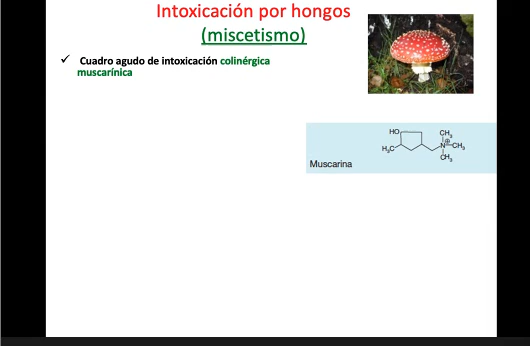 Intoxicación por hongos
(miscetismo)
✓ Cuadro agudo de intoxicación colinérgica
muscarínica
HO
CH₃
H₃C
N⊕—CH₃
CH₃
Muscarina